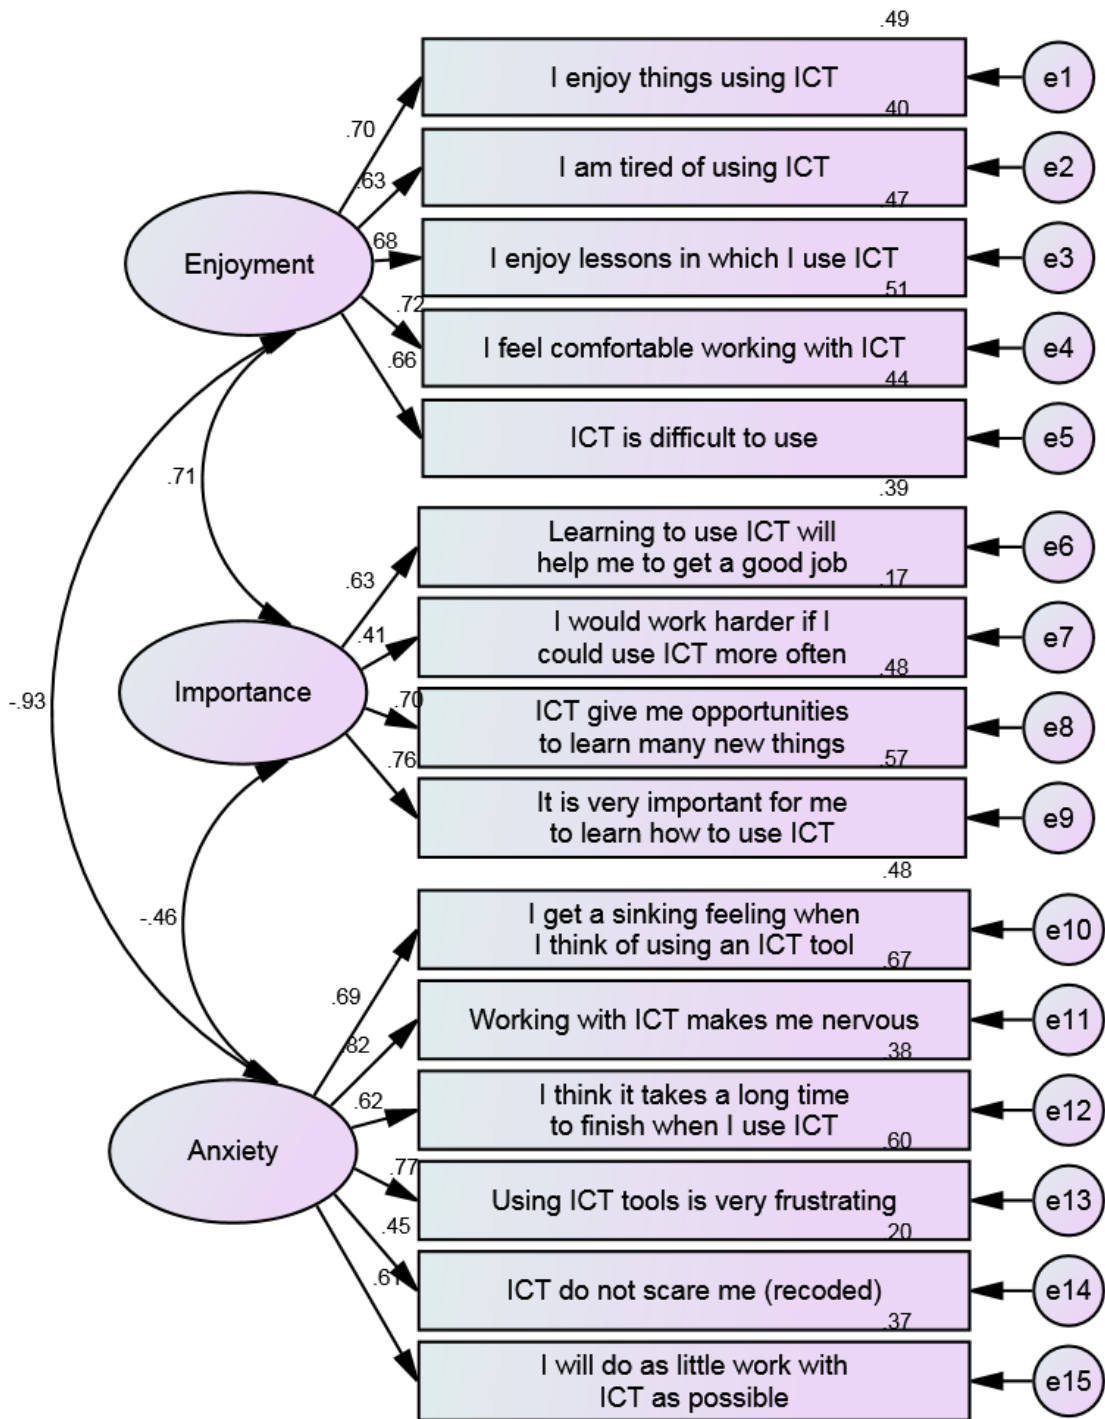 .49
I enjoy things using ICT
e1
.40
.70
I am tired of using ICT
e2
.63
.47
Enjoyment
.68
I enjoy lessons in which I use ICT
e3
.51
.72
I feel comfortable working with ICT
e4
.66
.44
ICT is difficult to use
e5
.71
.39
Learning to use ICT will
help me to get a good job
e6
.63
.17
I would work harder if I
could use ICT more often
e7
.41
.48
-.93
Importance
.70
ICT give me opportunities
to learn many new things
e8
.57
.76
It is very important for me
to learn how to use ICT
e9
.48
-.46
I get a sinking feeling when
I think of using an ICT tool
e10
.67
.69
Working with ICT makes me nervous
e11
.82
.38
I think it takes a long time
to finish when I use ICT
e12
.62
.60
Anxiety
.77
Using ICT tools is very frustrating
e13
.20
.45
ICT do not scare me (recoded)
e14
.61
.37
I will do as little work with
ICT as possible
e15